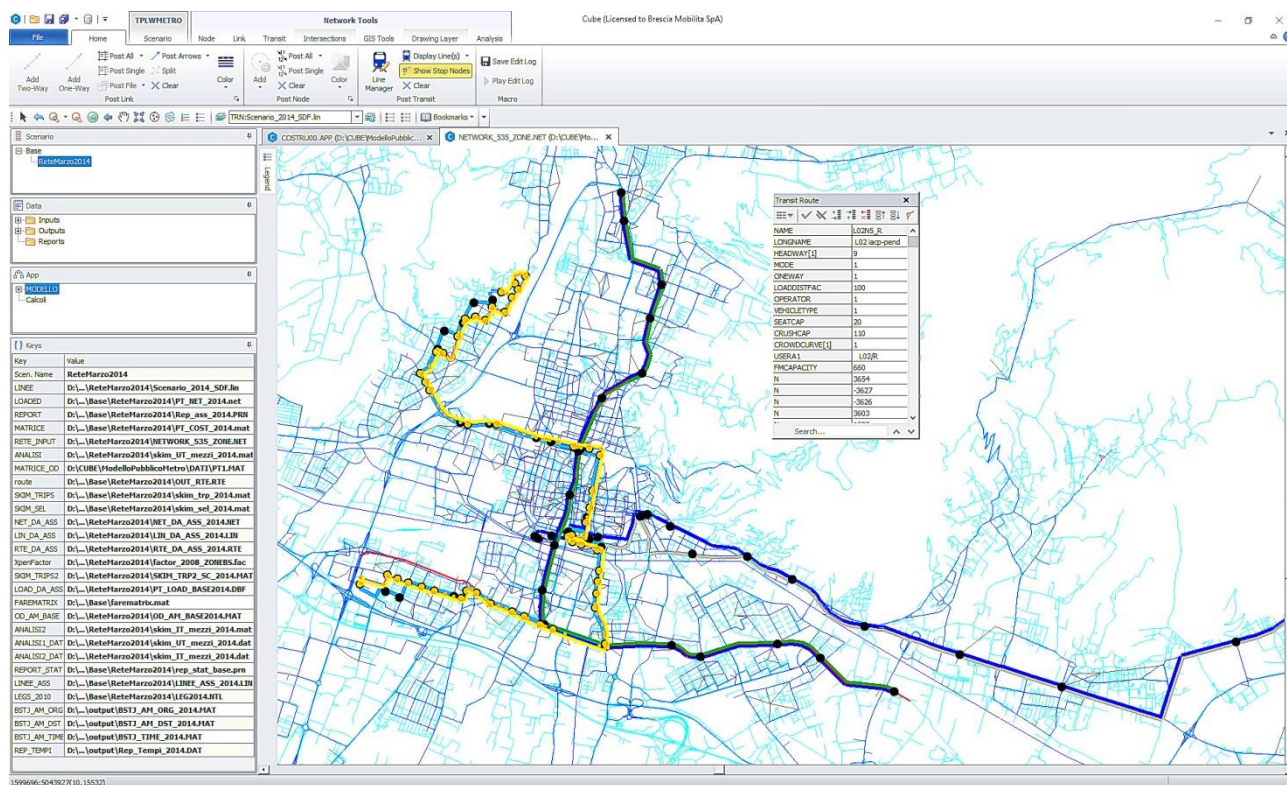 TPLWMETRO Network Tools Cube (Licensed to Brescia Mobilita SpA)
File Home Scenario Node Link Transit Intersections GIS Tools Drawing Layer Analysis
Add Two-Way
Add One-Way
Post All Post Arrows
Post Single Split
Post File Clear
Color
Post Link
Add
Post All
Post Single
Clear
Color
Post Node
Line Manager
Display Line(s)
Show Stop Nodes
Clear
Post Transit
Save Edit Log
Play Edit Log
Macro
TRN:Scenario_2014_SDF.lin Bookmarks
Scenario
Base
ReteMarzo2014
Data
Inputs
Outputs
Reports
App
MODELLO
Calcoli
Keys
Key Value
Scen. Name ReteMarzo2014
LINEE D:\...\ReteMarzo2014\Scenario_2014_SDF.lin
LOADED D:\...\Base\ReteMarzo2014\PT_NET_2014.net
REPORT D:\...\Base\ReteMarzo2014\Rep_ass_2014.PRN
MATRICE D:\...\Base\ReteMarzo2014\PT_COST_2014.mat
RETE_INPUT D:\...\ReteMarzo2014\NETWORK_535_ZONE.NET
ANALISI D:\...\ReteMarzo2014\skim_UT_mezzi_2014.mat
MATRICE_OD D:\CUBE\ModelloPubblicoMetro\DATI\PT1.MAT
route D:\...\Base\ReteMarzo2014\OUT_RTE.RTE
SKIM_TRIPS D:\...\Base\ReteMarzo2014\skim_trp_2014.mat
SKIM_SEL D:\...\Base\ReteMarzo2014\skim_sel_2014.mat
NET_DA_ASS D:\...\ReteMarzo2014\NET_DA_ASS_2014.NET
LIN_DA_ASS D:\...\ReteMarzo2014\LIN_DA_ASS_2014.LIN
RTE_DA_ASS D:\...\ReteMarzo2014\RTE_DA_ASS_2014.RTE
XpenFactor D:\...\ReteMarzo2014\factor_2008_ZONEBS.fac
SKIM_TRIPS2 D:\...\ReteMarzo2014\SKIM_TRP2_SC_2014.MAT
LOAD_DA_ASS D:\...\ReteMarzo2014\PT_LOAD_BASE2014.DBF
FAREMATRIX D:\...\Base\farematrix.mat
OD_AM_BASE D:\...\ReteMarzo2014\OD_AM_BASE2014.MAT
ANALISI2 D:\...\ReteMarzo2014\skim_IT_mezzi_2014.mat
ANALISI1_DAT D:\...\ReteMarzo2014\skim_UT_mezzi_2014.dat
ANALISI2_DAT D:\...\ReteMarzo2014\skim_IT_mezzi_2014.dat
REPORT_STAT D:\...\Base\ReteMarzo2014\rep_stat_base.prn
LINEE_ASS D:\...\ReteMarzo2014\LINEE_ASS_2014.LIN
LEGS_2010 D:\...\Base\ReteMarzo2014\LEG2014.NTL
BSTJ_AM_ORG D:\...\output\BSTJ_AM_ORG_2014.MAT
BSTJ_AM_DST D:\...\output\BSTJ_AM_DST_2014.MAT
BSTJ_AM_TIME D:\...\output\BSTJ_TIME_2014.MAT
REP_TEMPI D:\...\output\Rep_Tempi_2014.DAT
COSTRU00.APP (D:\CUBE\ModelloPubblic... NETWORK_535_ZONE.NET (D:\CUBE\Mo...
Legend
Transit Route
NAME L02NS_R
LONGNAME L02 iacp-pend
HEADWAY[1] 9
MODE 1
ONEWAY 1
LOADDISTFAC 100
OPERATOR 1
VEHICLETYPE 1
SEATCAP 20
CRUSHCAP 110
CROWDCURVE[1] 1
USERA1 L02/R
FMCAPACITY 660
N 3654
N -3627
N -3626
N 3603
Search...
1599696:5043927(10.15532)